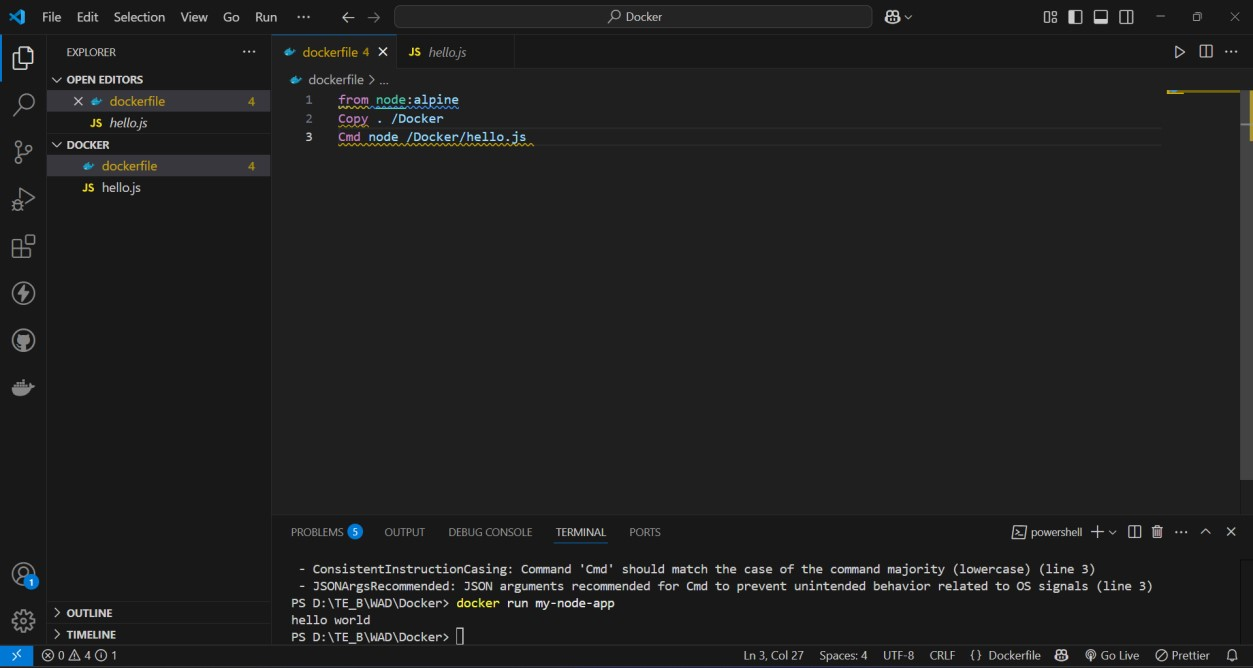 File Edit Selection View Go Run ··· Docker
EXPLORER ···
OPEN EDITORS
dockerfile 4
JS hello.js
DOCKER
dockerfile 4
JS hello.js
OUTLINE
TIMELINE
dockerfile 4 JS hello.js
dockerfile > ...
1 from node:alpine
2 Copy . /Docker
3 Cmd node /Docker/hello.js
PROBLEMS 5 OUTPUT DEBUG CONSOLE TERMINAL PORTS powershell
- ConsistentInstructionCasing: Command 'Cmd' should match the case of the command majority (lowercase) (line 3)
- JSONArgsRecommended: JSON arguments recommended for Cmd to prevent unintended behavior related to OS signals (line 3)
PS D:\TE_B\WAD\Docker> docker run my-node-app
hello world
PS D:\TE_B\WAD\Docker>
1
0 4 1 Ln 3, Col 27 Spaces: 4 UTF-8 CRLF {} Dockerfile Go Live Prettier